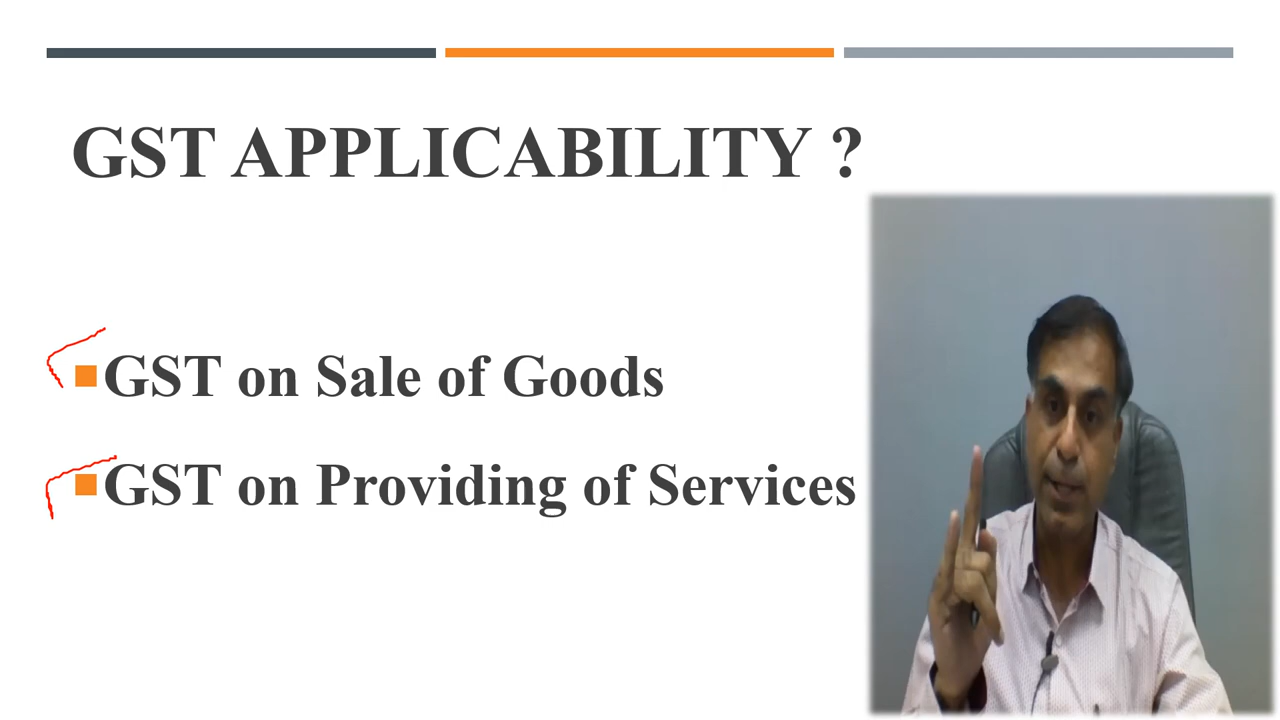 GST APPLICABILITY ?
GST on Sale of Goods
GST on Providing of Services